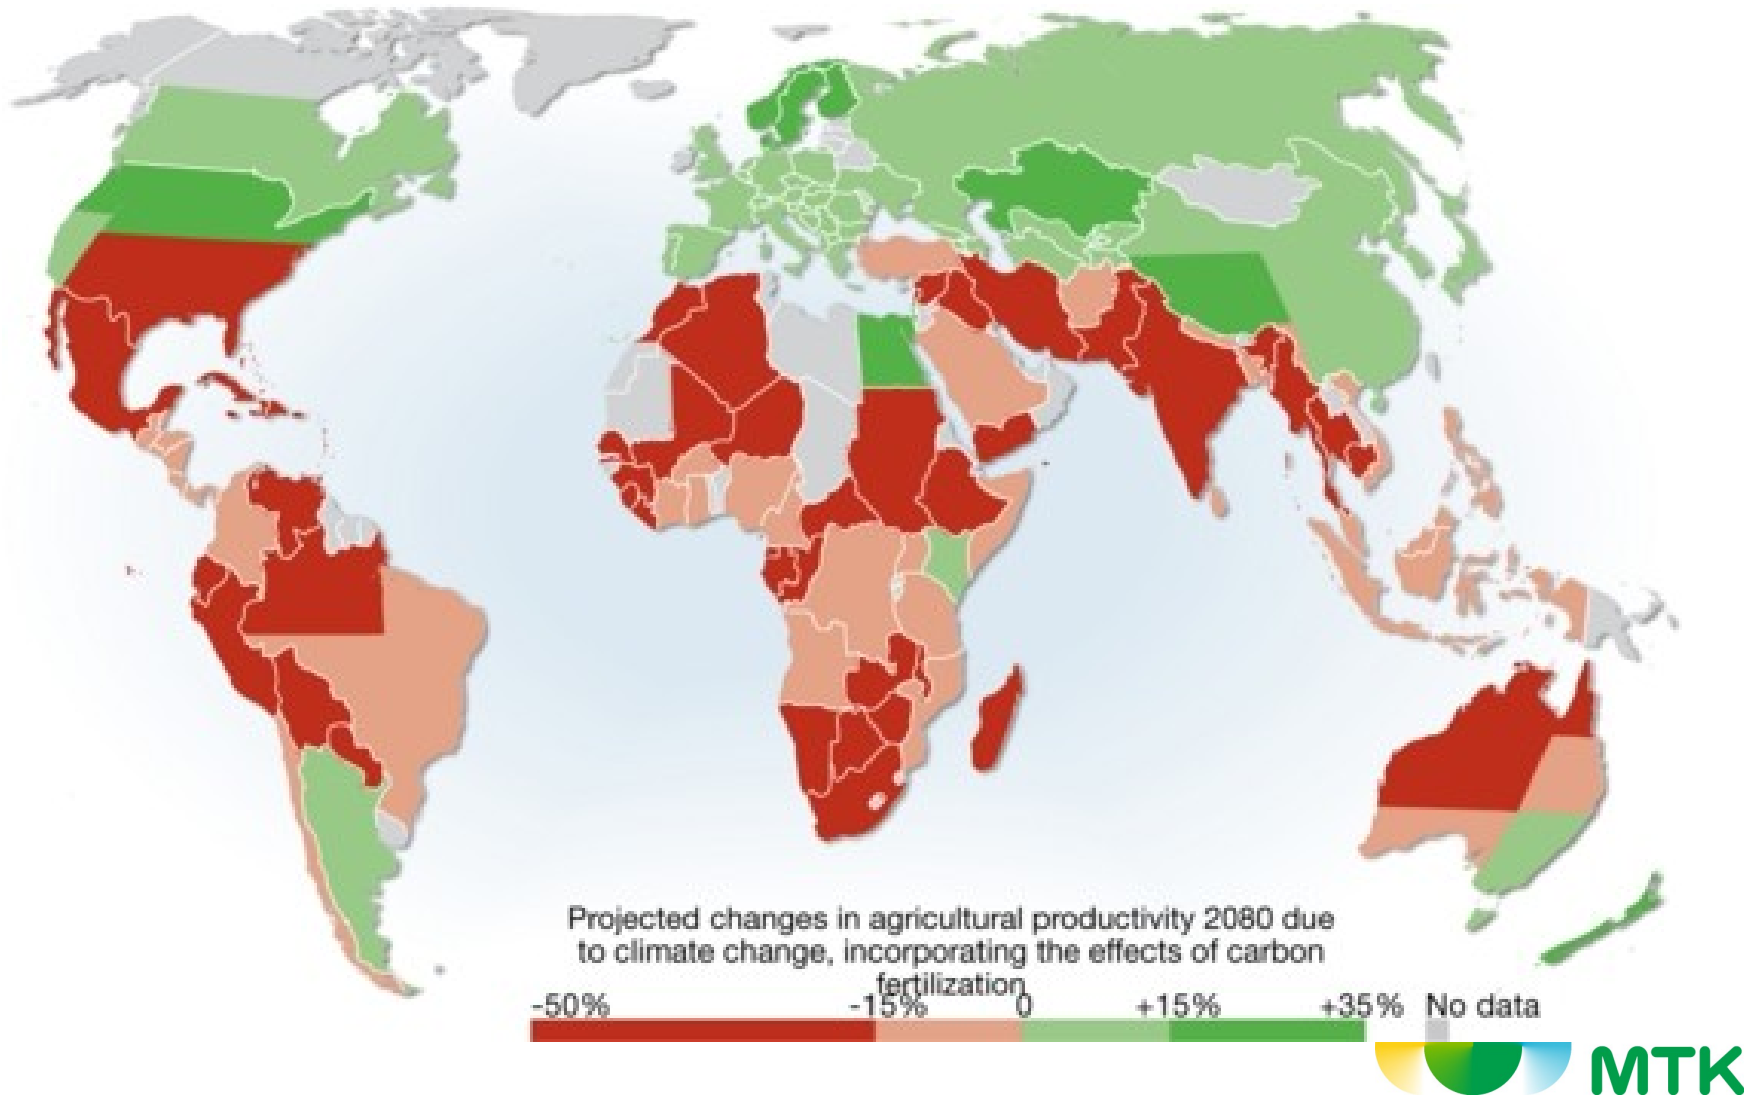 Projected changes in agricultural productivity 2080 due
to climate change, incorporating the effects of carbon
fertilization
-50% -15% 0 +15% +35% No data
MTK